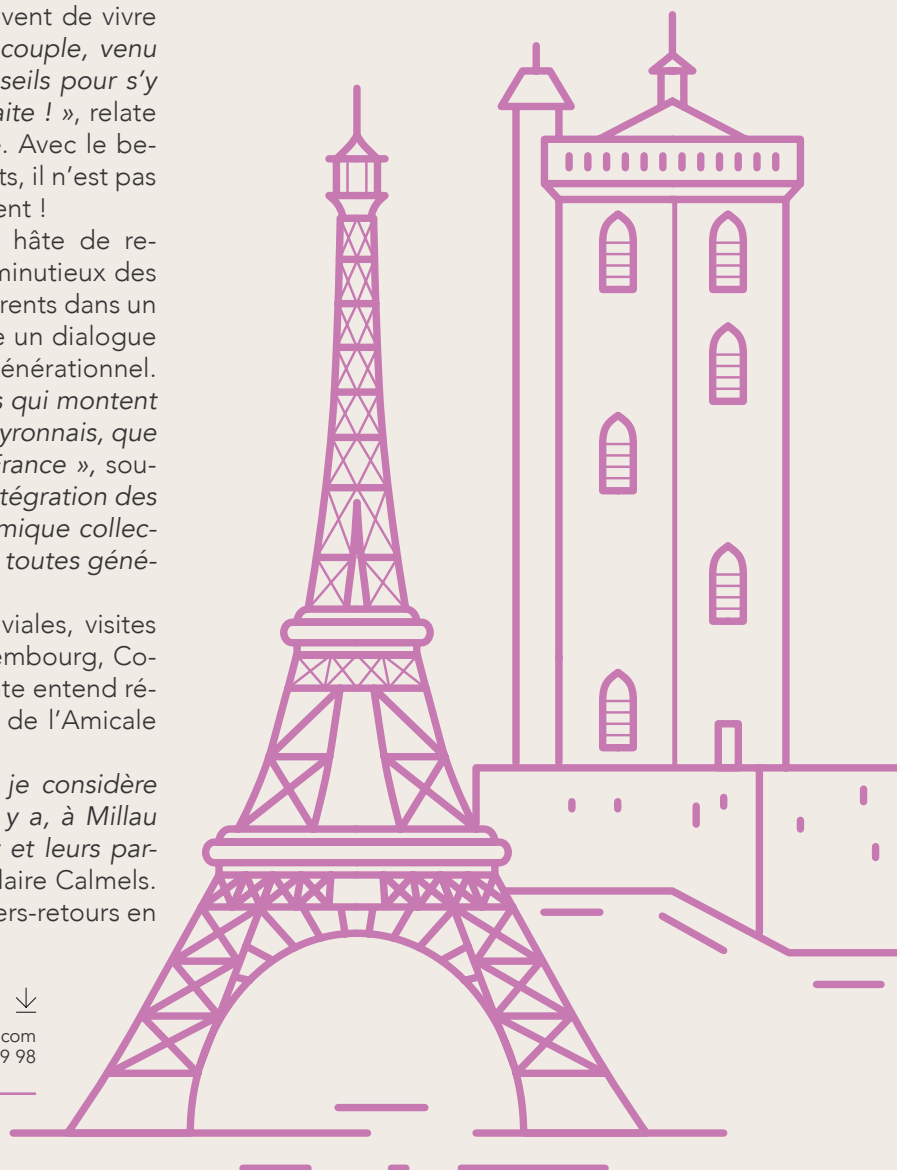 vent de vivre
couple, venu
seils pour s’y
aite ! », relate
. Avec le be-
ts, il n’est pas
ent !
hâte de re-
minutieux des
rents dans un
e un dialogue
énérationnel.
s qui montent
yronnais, que
France », sou-
tégration des
mique collec-
toutes géné-
viales, visites
embourg, Co-
te entend ré-
de l’Amicale
je considère
y a, à Millau
et leurs par-
laire Calmels.
ers-retours en
com
9 98